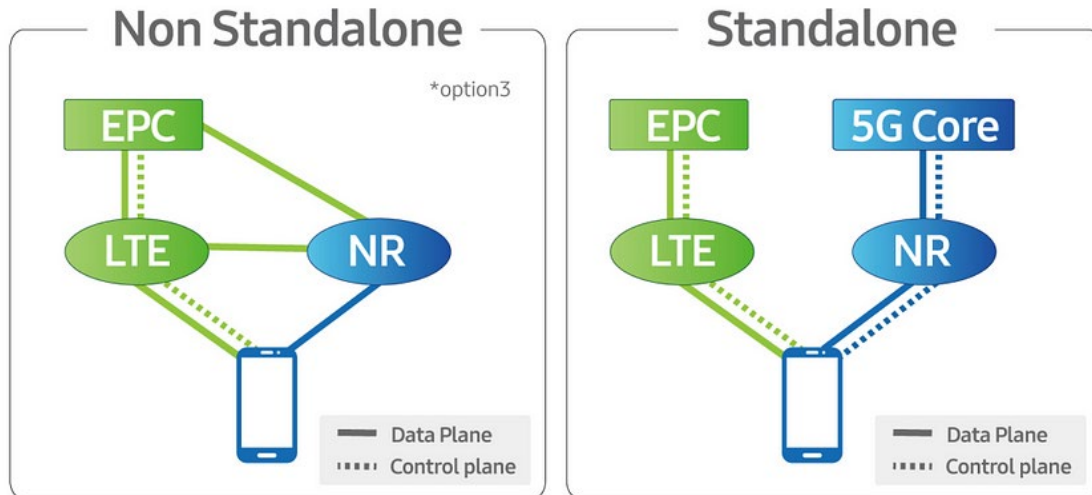 Non Standalone
*option3
EPC
LTE
NR
Data Plane
Control plane
Standalone
EPC
5G Core
LTE
NR
Data Plane
Control plane